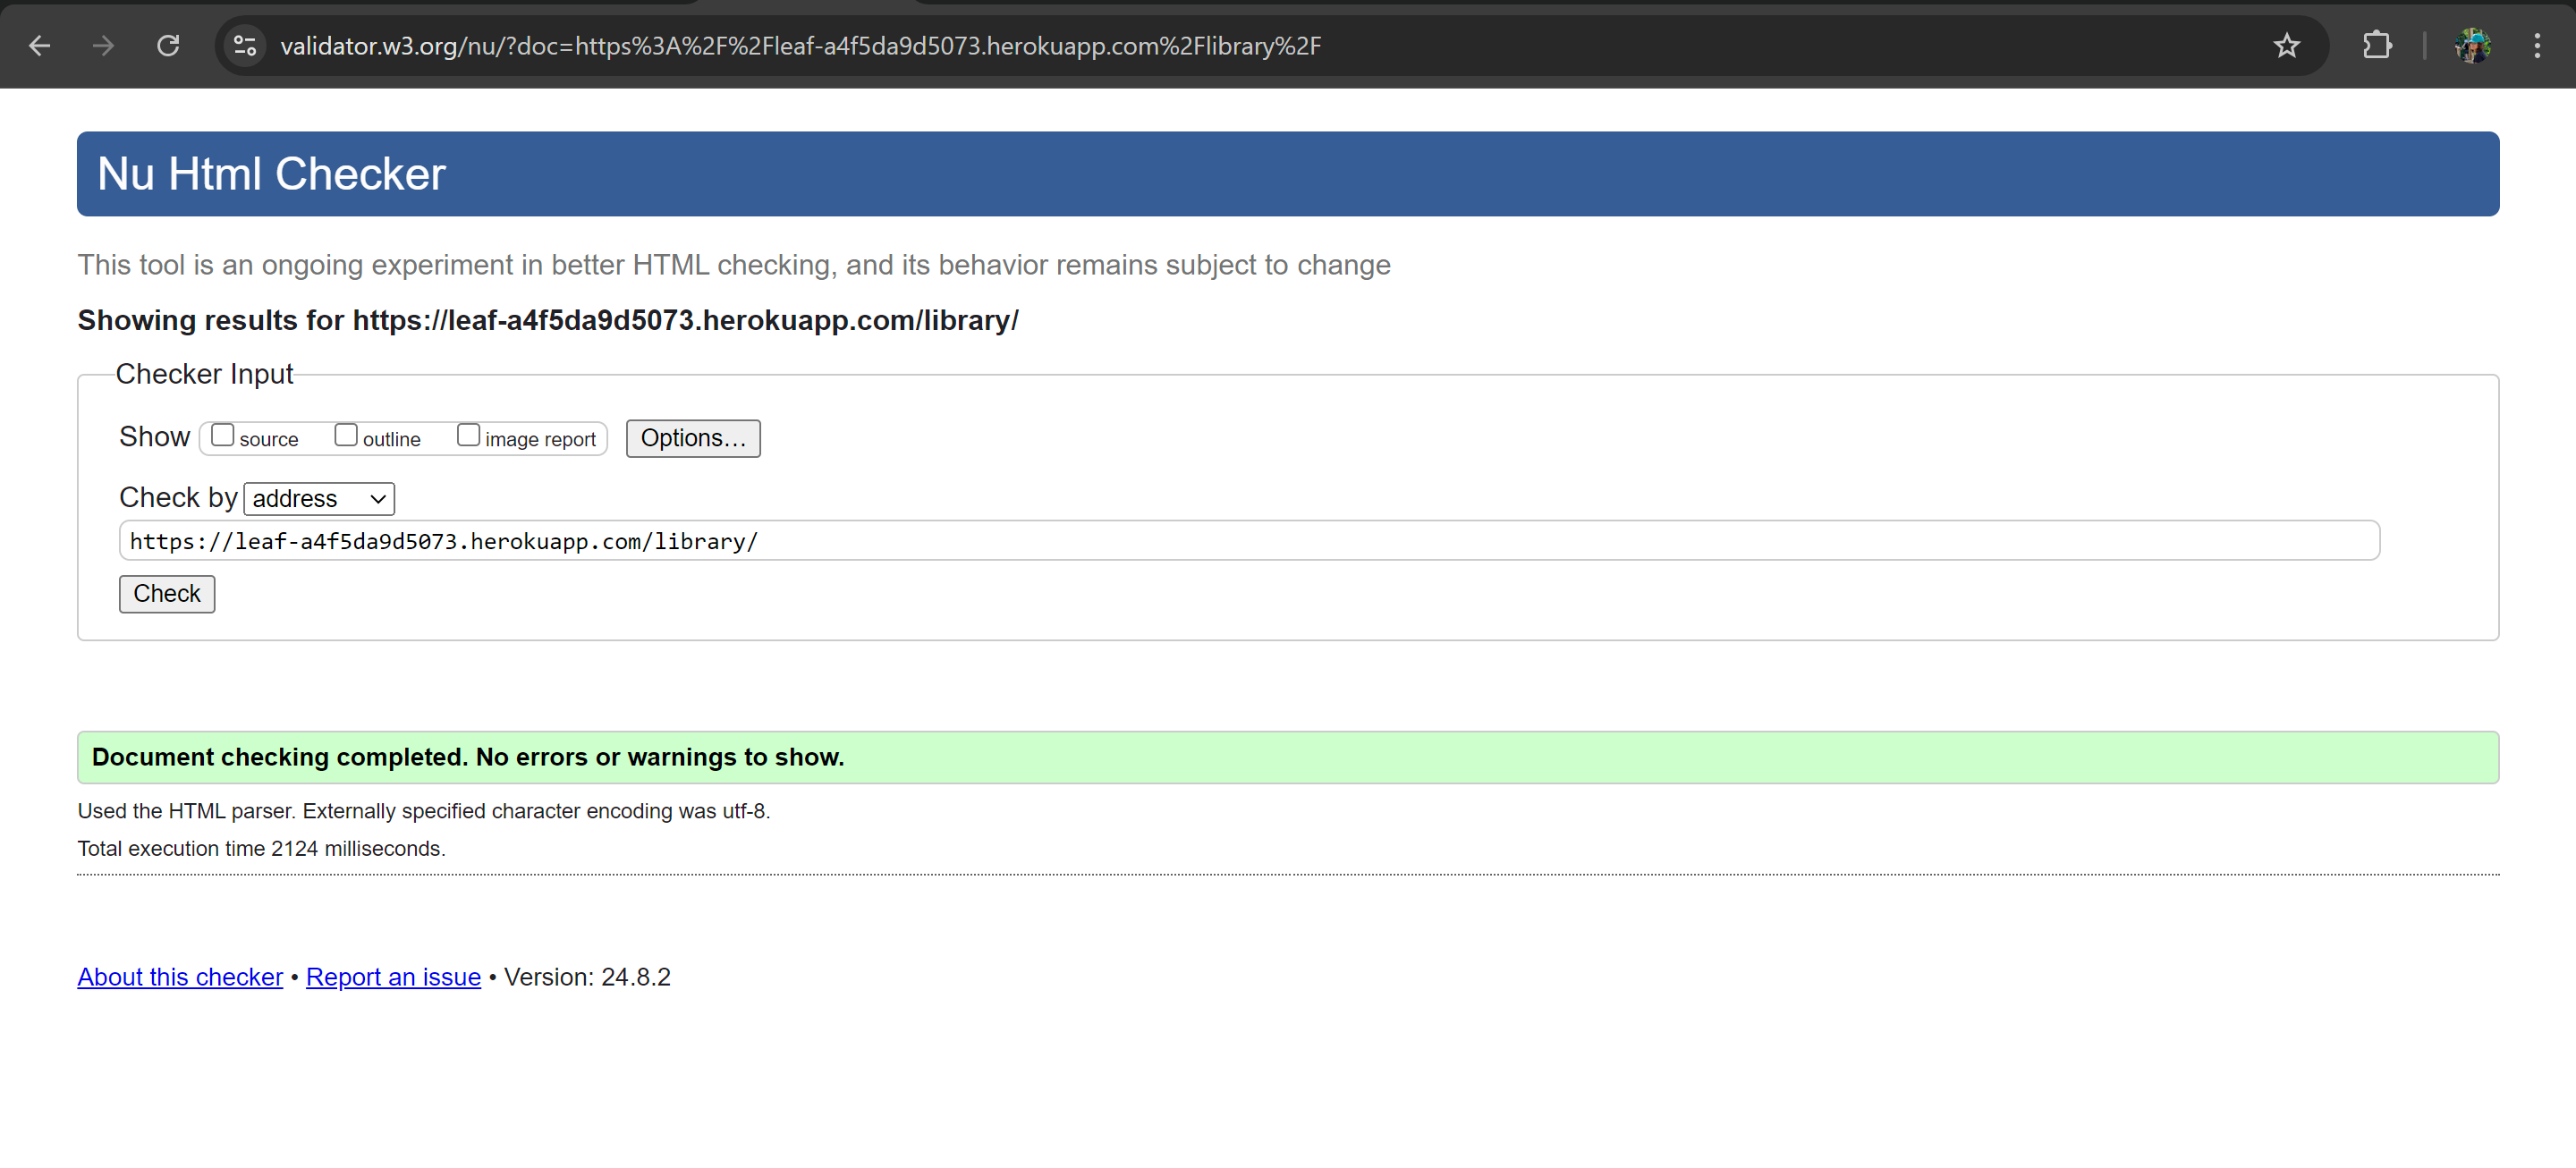 validator.w3.org/nu/?doc=https%3A%2F%2Fleaf-a4f5da9d5073.herokuapp.com%2Flibrary%2F
Nu Html Checker
This tool is an ongoing experiment in better HTML checking, and its behavior remains subject to change
Showing results for https://leaf-a4f5da9d5073.herokuapp.com/library/
Checker Input
Show source outline image report Options…
Check by address
https://leaf-a4f5da9d5073.herokuapp.com/library/
Check
Document checking completed. No errors or warnings to show.
Used the HTML parser. Externally specified character encoding was utf-8.
Total execution time 2124 milliseconds.
About this checker • Report an issue • Version: 24.8.2